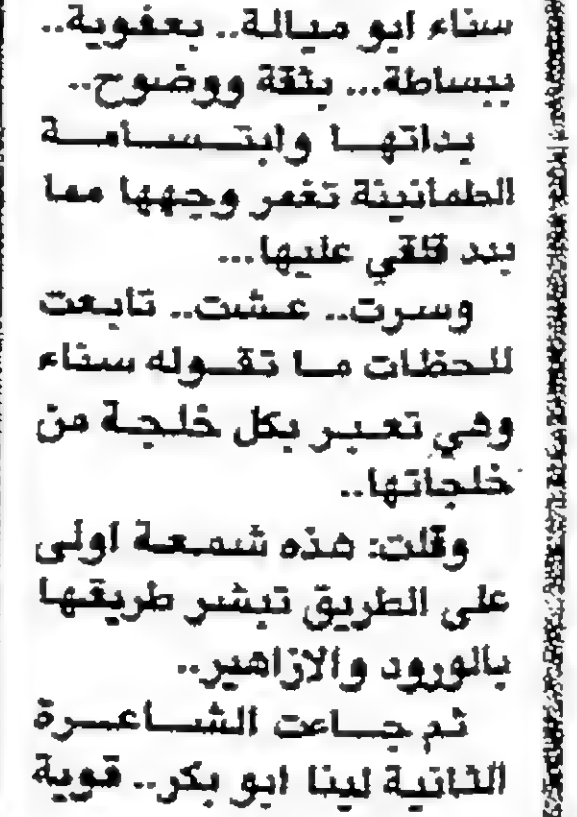 سناء ابو ميالة.. بعفوية..
ببساطة... بثقة ووضوح..
بداتها وابتسامة
الطمانينة تغمر وجهها مما
بدد قلقي عليها...
وسرت.. عشت.. تابعت
للحظات ما تقوله سناء
وهي تعبر بكل خلجة من
خلجاتها..
وقلت: هذه شمعة اولى
على الطريق تبشر طريقها
بالورود والازاهير..
ثم جاءت الشاعرة
الثانية لينا ابو بكر.. قوية